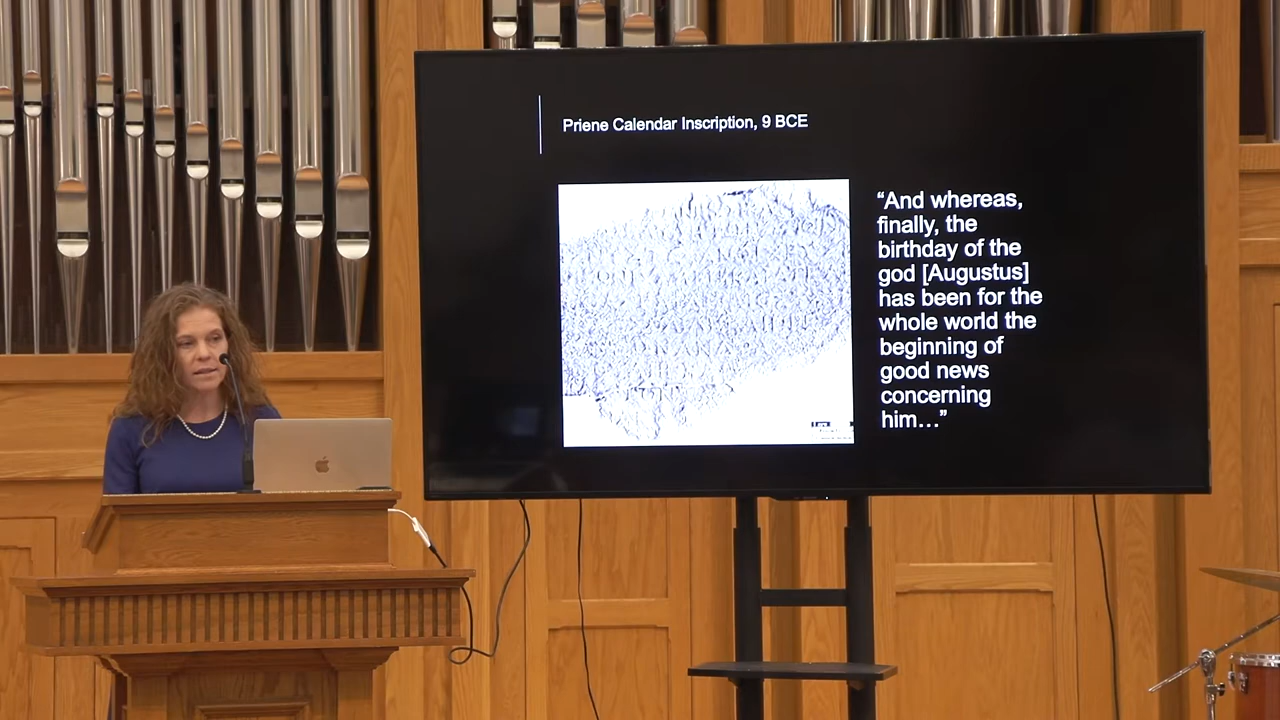 Priene Calendar Inscription, 9 BCE
“And whereas,
finally, the
birthday of the
god [Augustus]
has been for the
whole world the
beginning of
good news
concerning
him…”